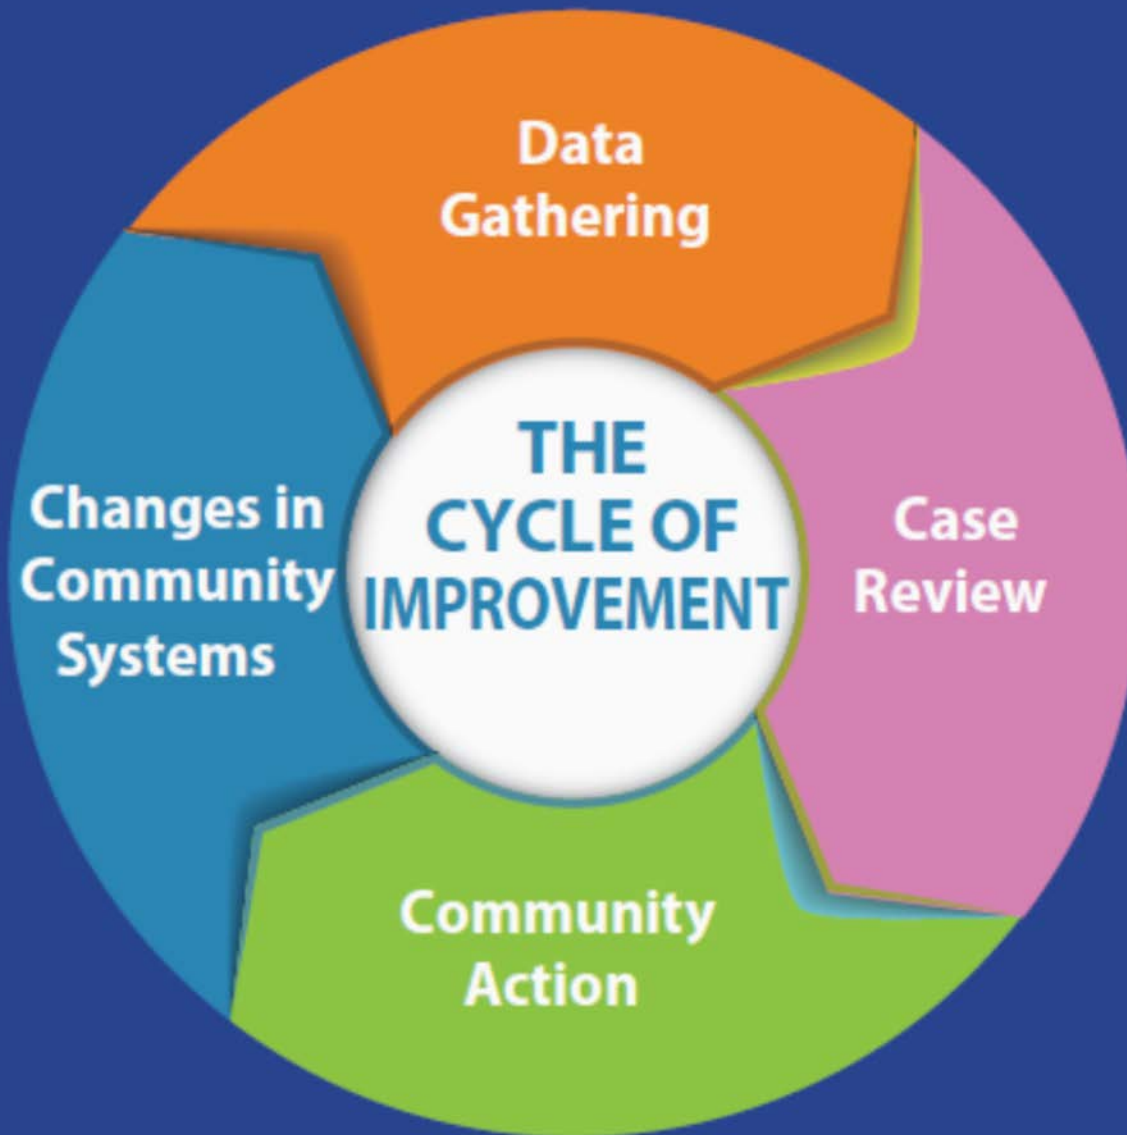 Data
Gathering
THE
CYCLE OF
IMPROVEMENT
Case
Review
Community
Action
Changes in
Community
Systems